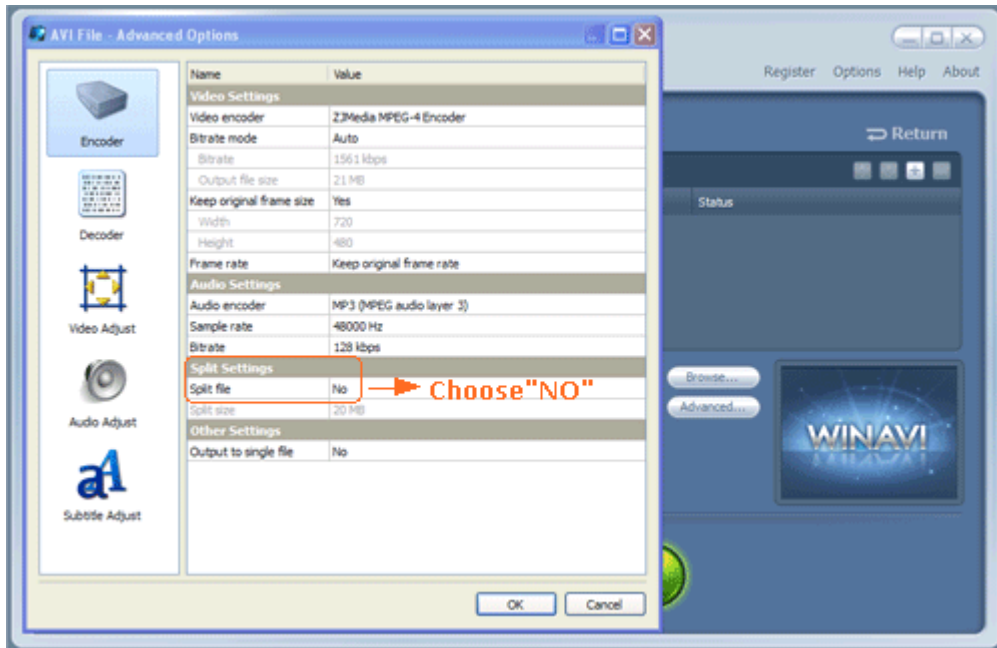 AVI File - Advanced Options
Register Options Help About
Return
Status
Encoder
Decoder
Video Adjust
Audio Adjust
Subtitle Adjust
Name Value
Video Settings
Video encoder ZJMedia MPEG-4 Encoder
Bitrate mode Auto
Bitrate 1561 kbps
Output file size 21 MB
Keep original frame size Yes
Width 720
Height 480
Frame rate Keep original frame rate
Audio Settings
Audio encoder MP3 (MPEG audio layer 3)
Sample rate 48000 Hz
Bitrate 128 kbps
Split Settings
Split file No
Choose"NO"
Split size 20 MB
Other Settings
Output to single file No
Browse...
Advanced...
WINAVI
OK Cancel